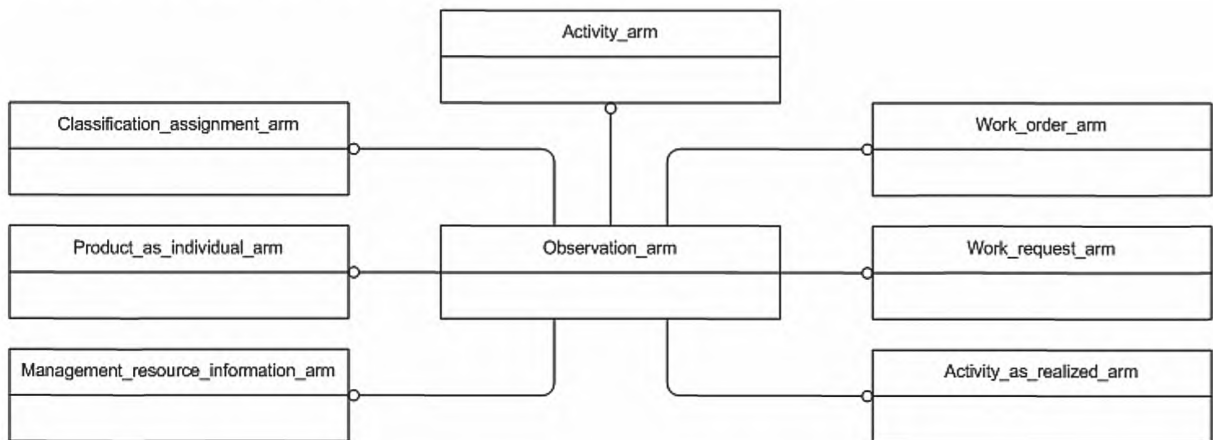 Activity_arm
Classification_assignment_arm
Work_order_arm
Product_as_individual_arm
Observation_arm
Work_request_arm
Management_resource_information_arm
Activity_as_realized_arm